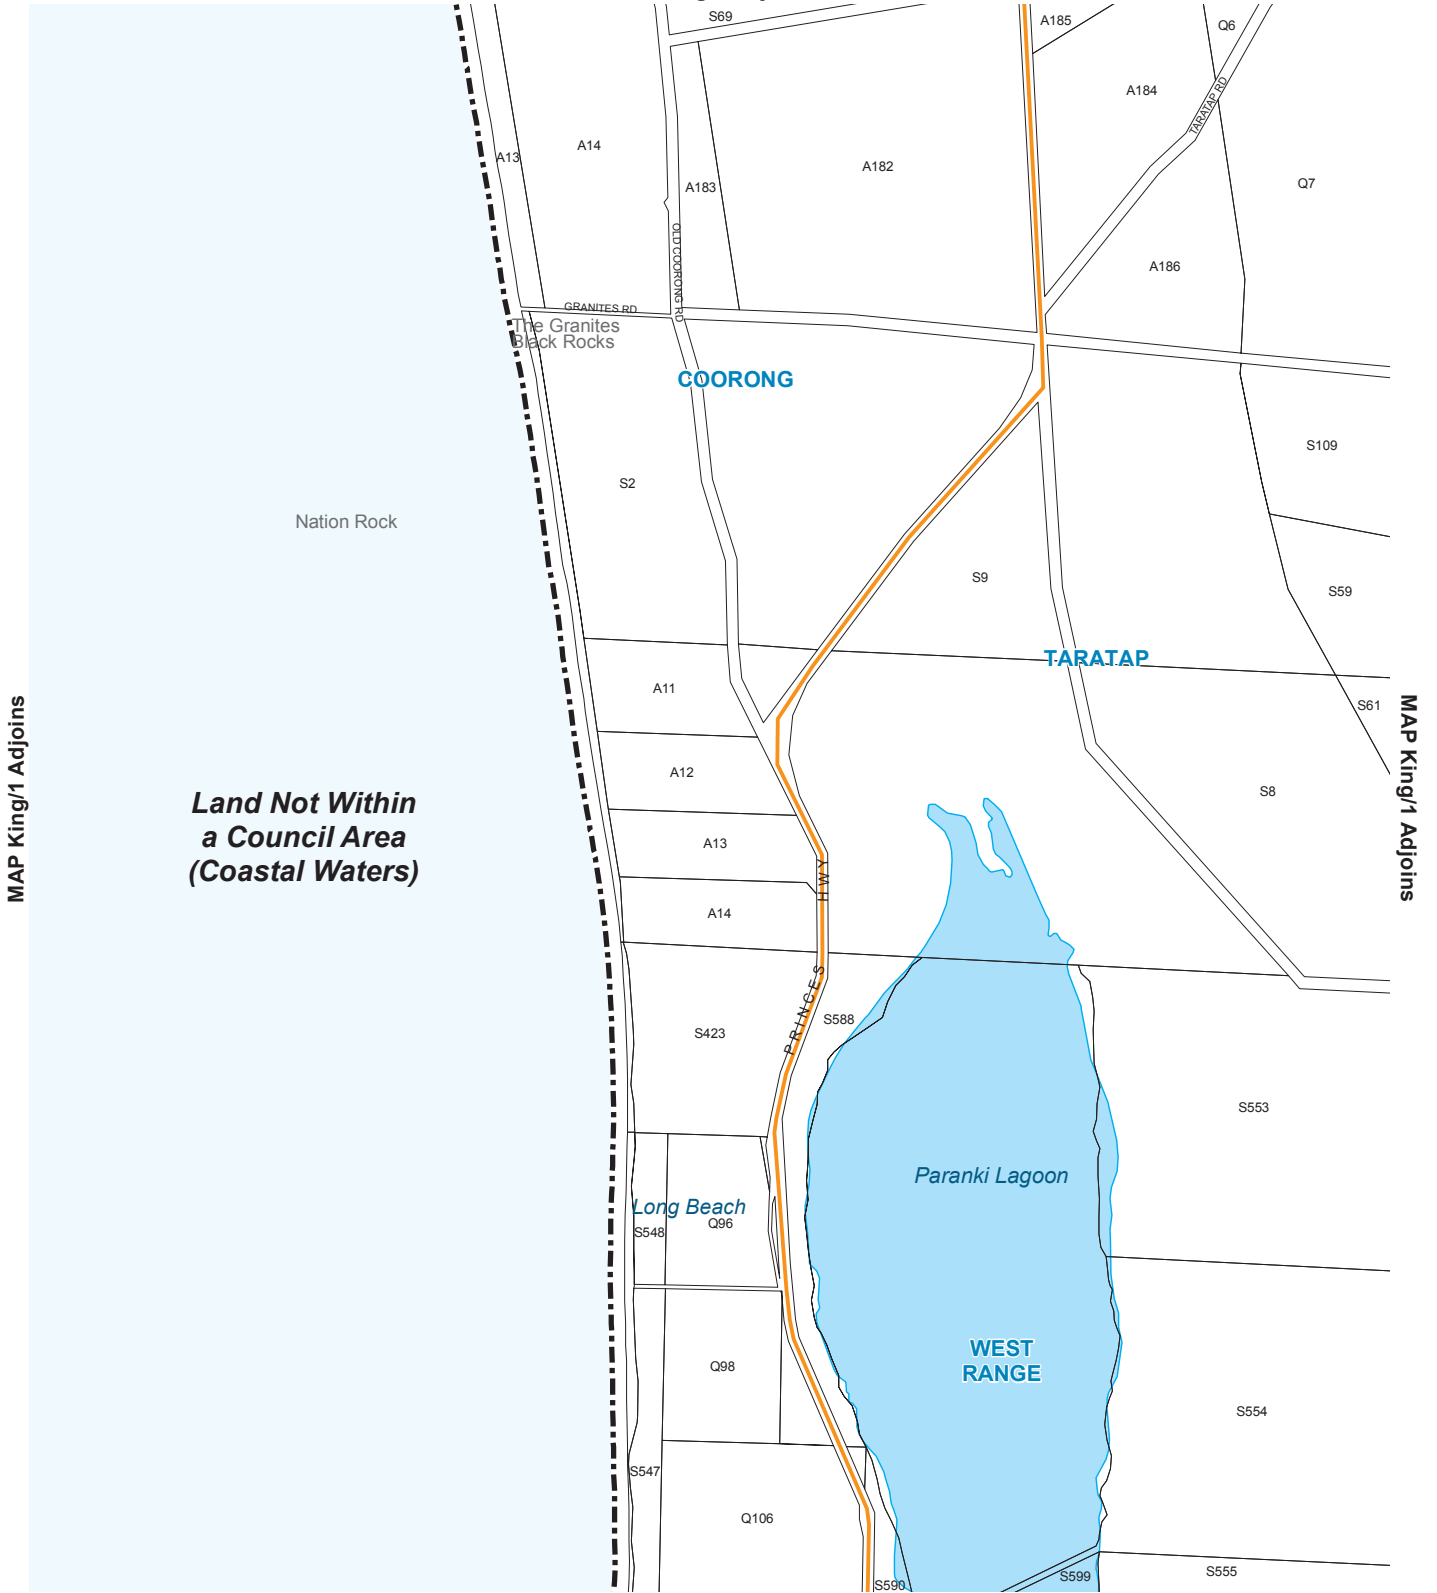 S69
A185
Q6
A184
TARATAP RD
A14
A13
A182
A183
Q7
OLD COORONG RD
A186
GRANITES RD
The Granites
Black Rocks
COORONG
S109
S2
Nation Rock
S9
S59
TARATAP
A11
S61
MAP King/1 Adjoins
MAP King/1 Adjoins
A12
S8
Land Not Within
a Council Area
(Coastal Waters)
A13
PRINCES HWY
A14
S588
S423
S553
Paranki Lagoon
Long Beach
Q96
S548
WEST
RANGE
Q98
S554
S547
Q106
S555
S599
S590